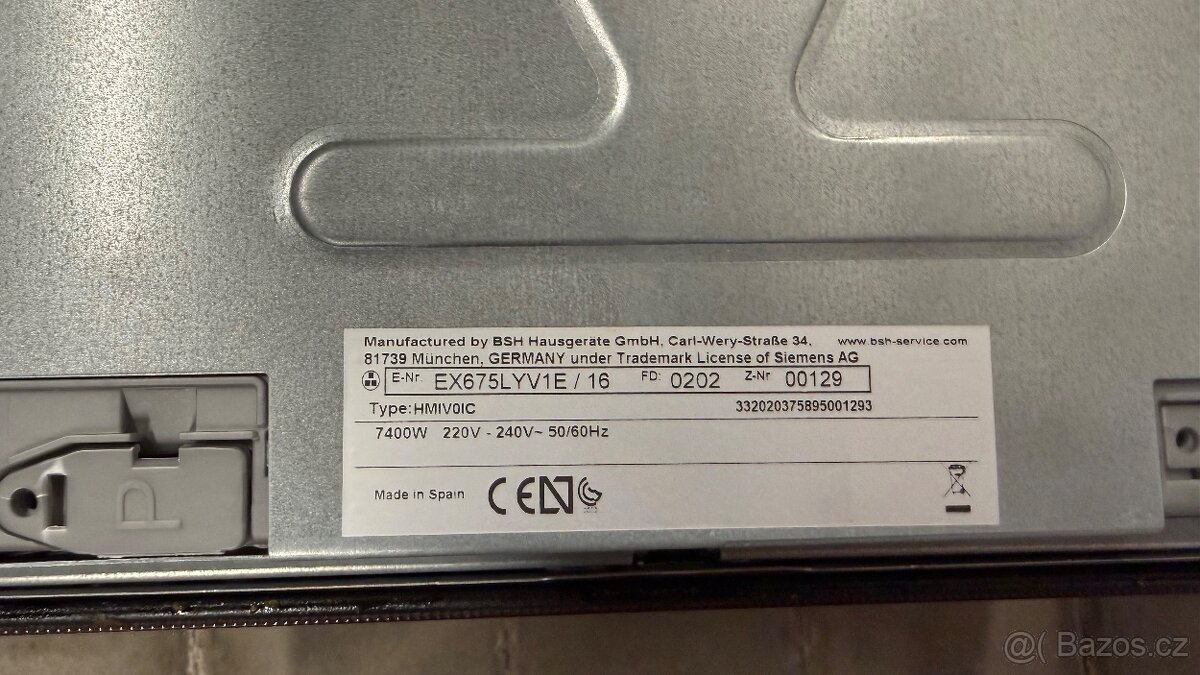 Manufactured by BSH Hausgeräte GmbH, Carl-Wery-Straße 34, www.bsh-service.com
81739 München, GERMANY under Trademark License of Siemens AG
E-Nr. EX675LYV1E / 16 FD: 0202 Z-Nr 00129
Type: HMIV0IC 332020375895001293
7400W 220V - 240V~ 50/60Hz
Made in Spain CE N
P
@( Bazos.cz